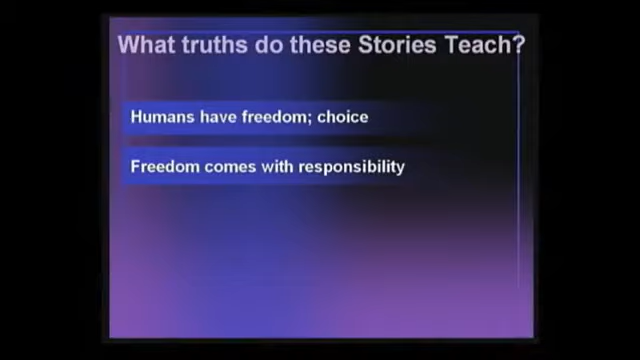 What truths do these Stories Teach?
Humans have freedom; choice
Freedom comes with responsibility